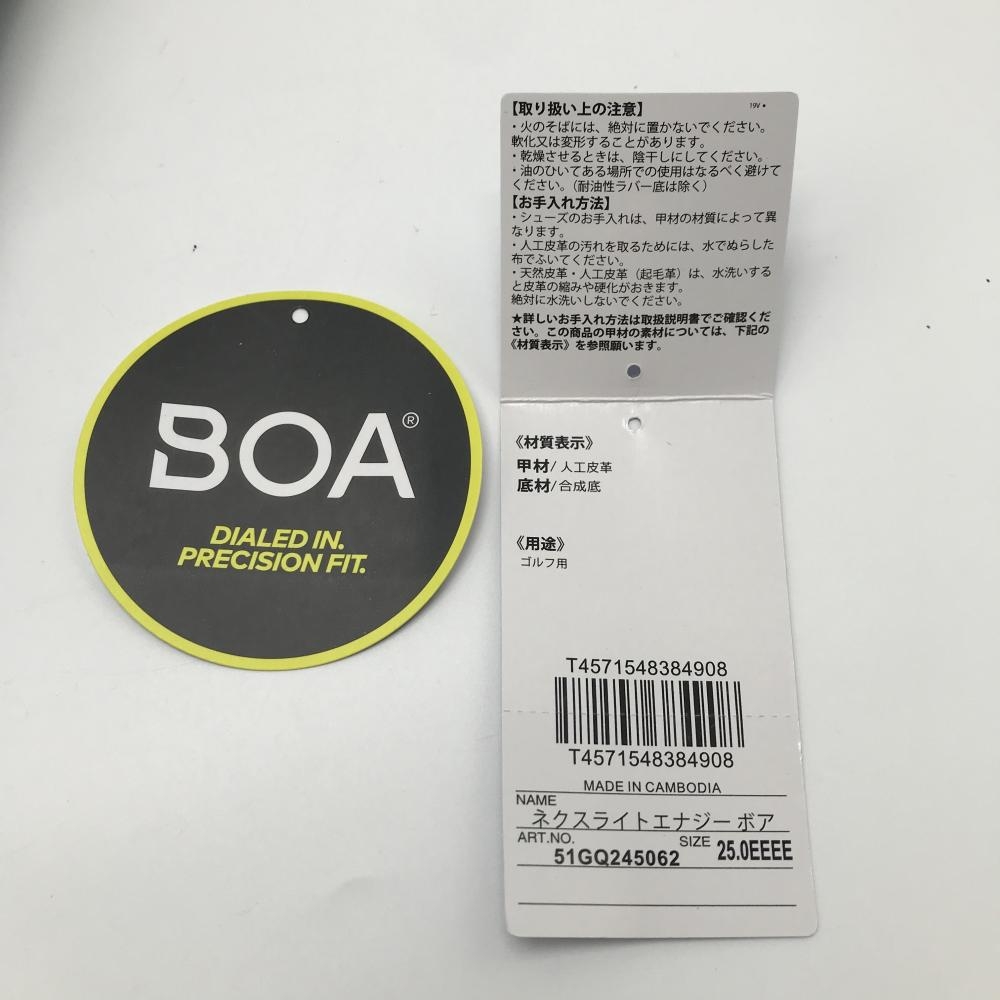 BOA®
DIALED IN.
PRECISION FIT.
19V •
【取り扱い上の注意】
・火のそばには、絶対に置かないでください。
軟化又は変形することがあります。
・乾燥させるときは、陰干しにしてください。
・油のひいてある場所での使用はなるべく避けて
ください。（耐油性ラバー底は除く）
【お手入れ方法】
・シューズのお手入れは、甲材の材質によって異
なります。
・人工皮革の汚れを取るためには、水でぬらした
布でふいてください。
・天然皮革・人工皮革（起毛革）は、水洗いする
と皮革の縮みや硬化がおきます。
絶対に水洗いしないでください。
★詳しいお手入れ方法は取扱説明書でご確認くだ
さい。この商品の甲材の素材については、下記の
《材質表示》を参照願います。
《材質表示》
甲材/ 人工皮革
底材/合成底
《用途》
ゴルフ用
T4571548384908
T4571548384908
MADE IN CAMBODIA
NAME
ネクスライトエナジー ボア
ART.NO. SIZE
51GQ245062 25.0EEEE